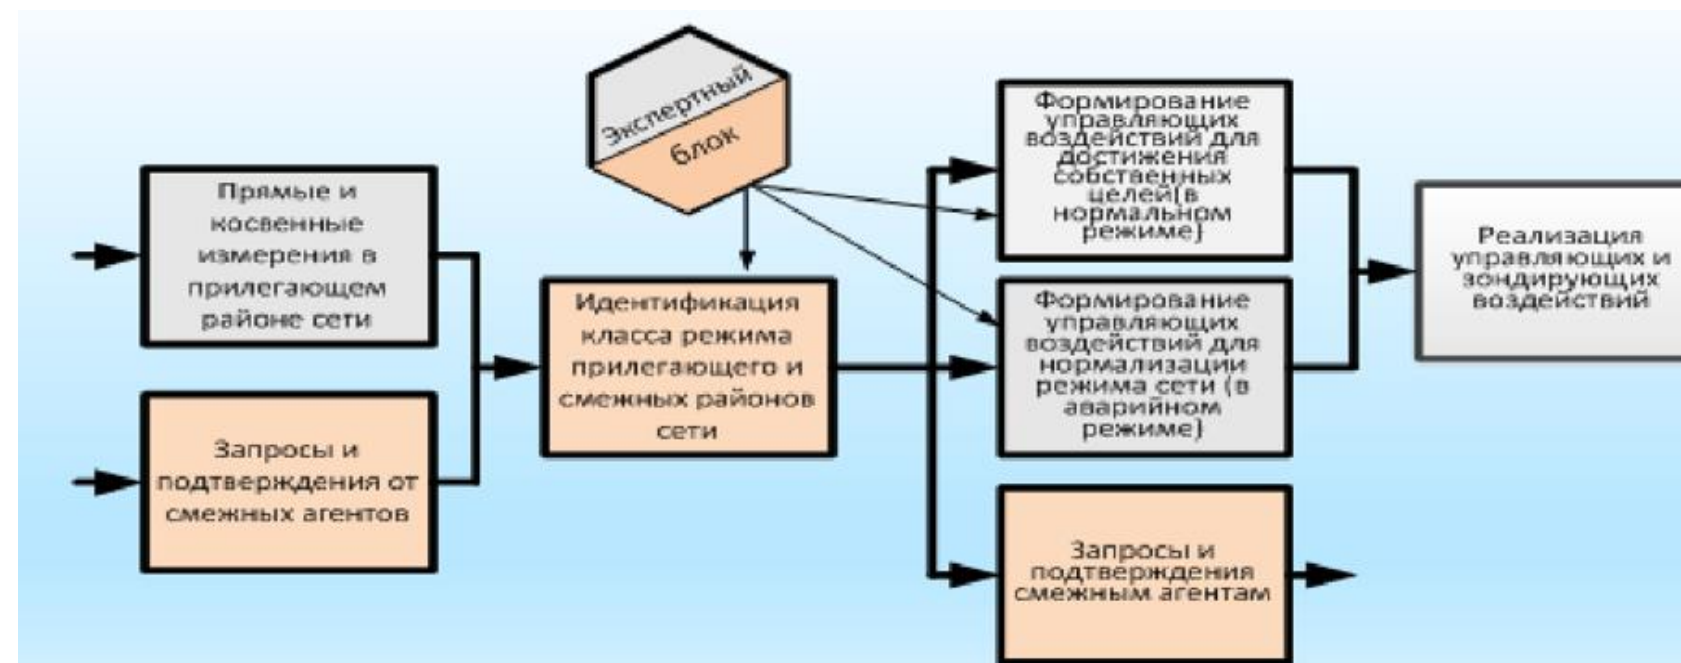 Экспертный
блок
Прямые и
косвенные
измерения в
прилегающем
районе сети
Запросы и
подтверждения от
смежных агентов
Идентификация
класса режима
прилегающего и
смежных районов
сети
Формирование
управляющих
воздействий для
достижения
собственных
целей(в
нормальном
режиме)
Формирование
управляющих
воздействий для
нормализации
режима сети (в
аварийном
режиме)
Запросы и
подтверждения
смежным агентам
Реализация
управляющих и
зондирующих
воздействий